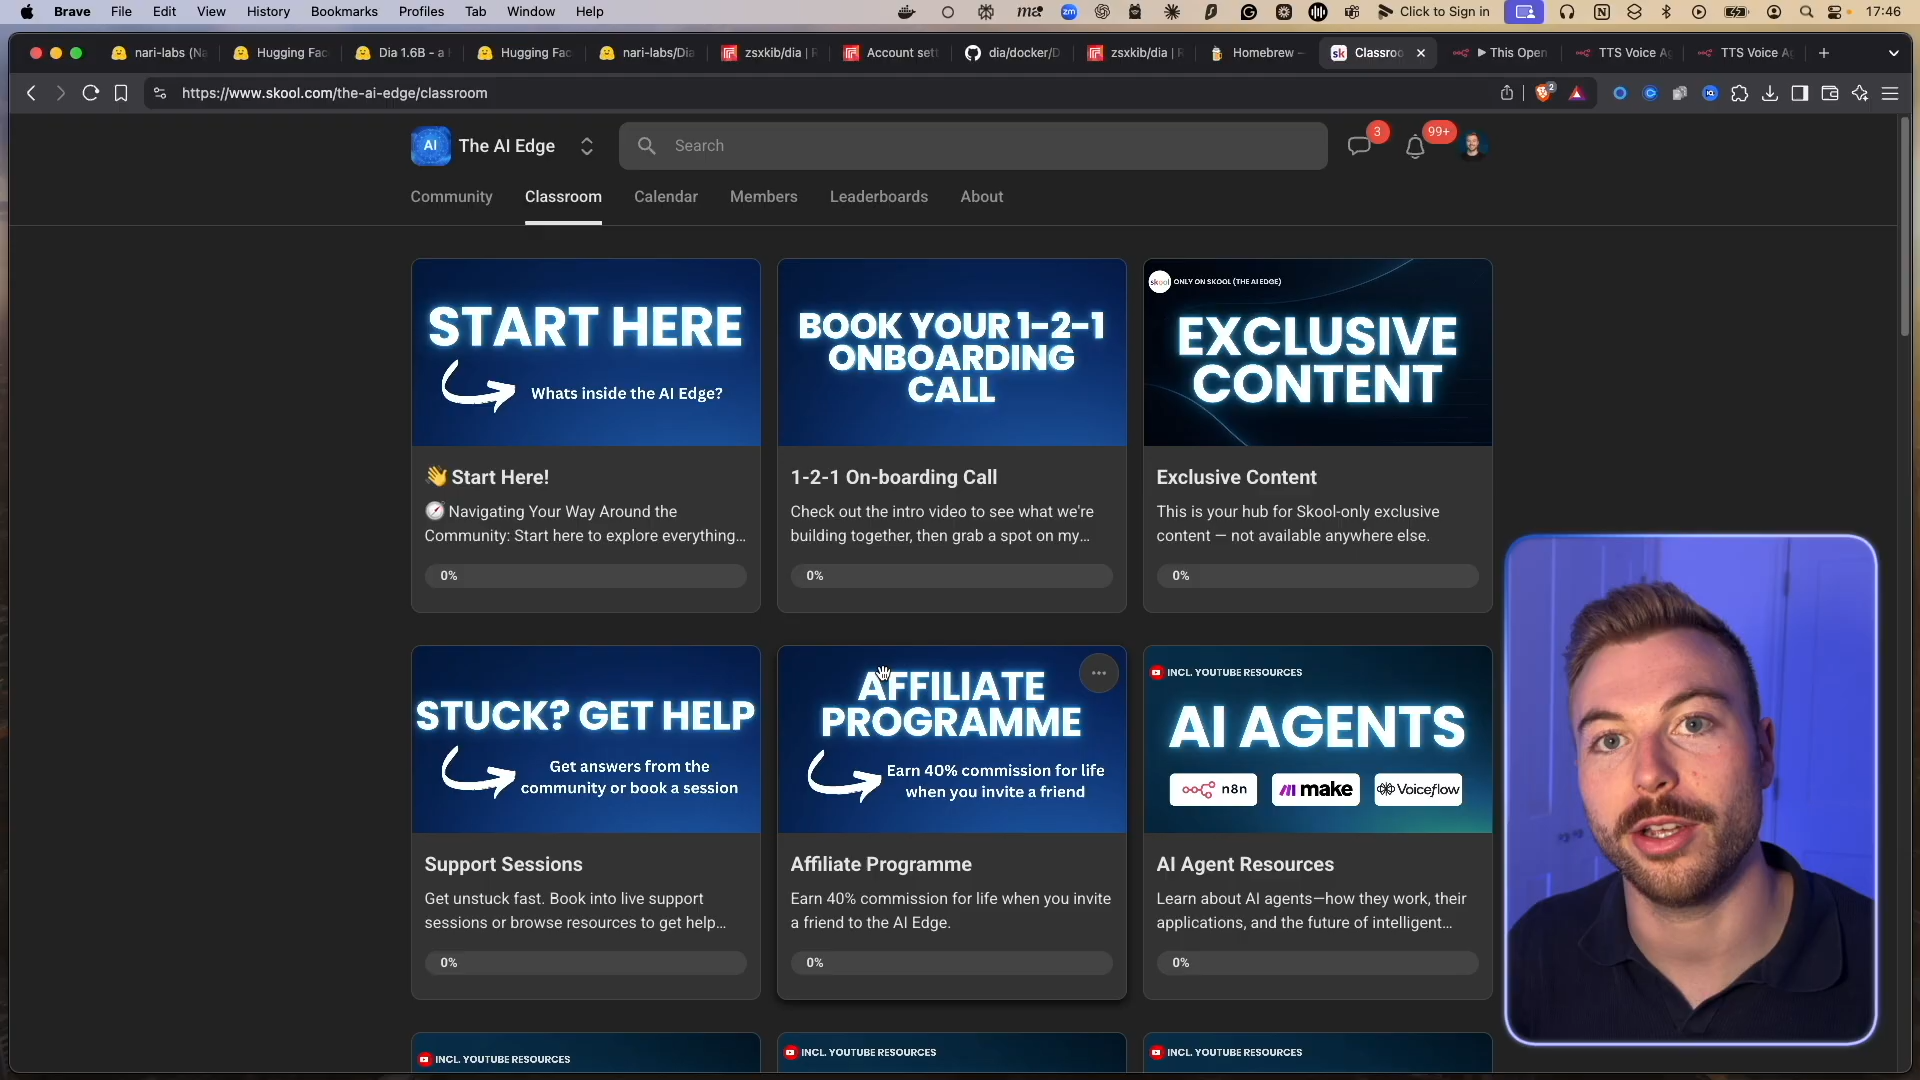 Brave File Edit View History Bookmarks Profiles Tab Window Help
Click to Sign in 17:46
nari-labs (Na
Hugging Fac
Dia 1.6B - a
Hugging Fac
nari-labs/Dia
zsxkib/dia | R
Account sett
dia/docker/D
zsxkib/dia | R
Homebrew —
Classroo
This Open
TTS Voice Ag
TTS Voice Ag
https://www.skool.com/the-ai-edge/classroom
AI The AI Edge
Search
3
99+
Community Classroom Calendar Members Leaderboards About
START HERE
Whats inside the AI Edge?
👋 Start Here!
🧭 Navigating Your Way Around the
Community: Start here to explore everything...
0%
BOOK YOUR 1-2-1
ONBOARDING
CALL
1-2-1 On-boarding Call
Check out the intro video to see what we're
building together, then grab a spot on my...
0%
skool ONLY ON SKOOL (THE AI EDGE)
EXCLUSIVE
CONTENT
Exclusive Content
This is your hub for Skool-only exclusive
content — not available anywhere else.
0%
STUCK? GET HELP
Get answers from the
community or book a session
Support Sessions
Get unstuck fast. Book into live support
sessions or browse resources to get help...
0%
AFFILIATE
PROGRAMME
Earn 40% commission for life
when you invite a friend
Affiliate Programme
Earn 40% commission for life when you invite
a friend to the AI Edge.
0%
INCL. YOUTUBE RESOURCES
AI AGENTS
n8n make Voiceflow
AI Agent Resources
Learn about AI agents—how they work, their
applications, and the future of intelligent...
0%
INCL. YOUTUBE RESOURCES
INCL. YOUTUBE RESOURCES
INCL. YOUTUBE RESOURCES